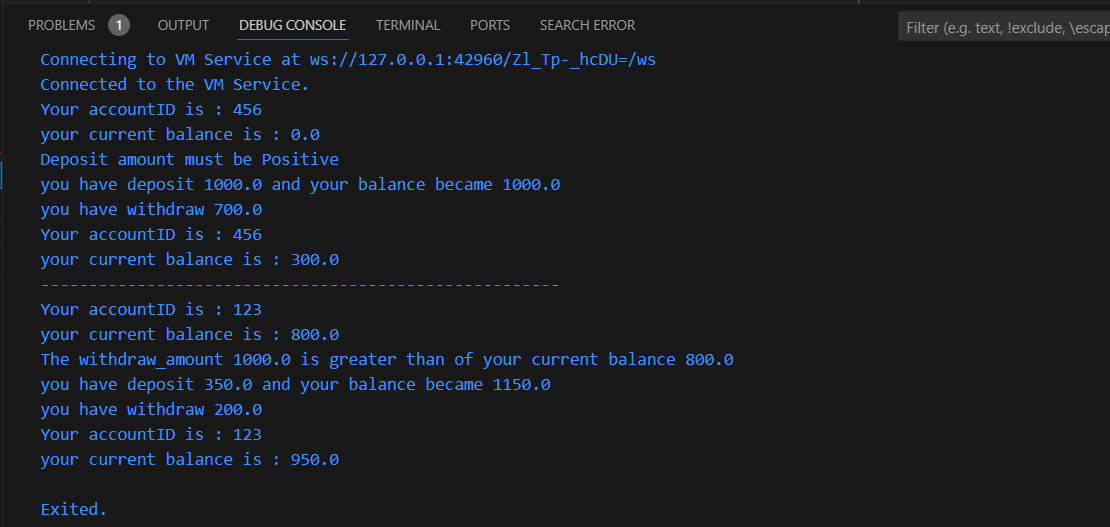 PROBLEMS 1 OUTPUT DEBUG CONSOLE TERMINAL PORTS SEARCH ERROR Filter (e.g. text, !exclude, \escap
Connecting to VM Service at ws://127.0.0.1:42960/Zl_Tp-_hcDU=/ws
Connected to the VM Service.
Your accountID is : 456
your current balance is : 0.0
Deposit amount must be Positive
you have deposit 1000.0 and your balance became 1000.0
you have withdraw 700.0
Your accountID is : 456
your current balance is : 300.0
------------------------------------------------------
Your accountID is : 123
your current balance is : 800.0
The withdraw_amount 1000.0 is greater than of your current balance 800.0
you have deposit 350.0 and your balance became 1150.0
you have withdraw 200.0
Your accountID is : 123
your current balance is : 950.0
Exited.